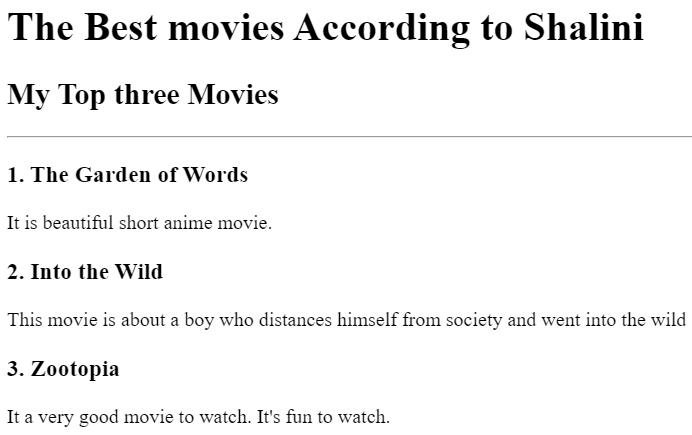 The Best movies According to Shalini
My Top three Movies
1. The Garden of Words
It is beautiful short anime movie.
2. Into the Wild
This movie is about a boy who distances himself from society and went into the wild
3. Zootopia
It a very good movie to watch. It's fun to watch.